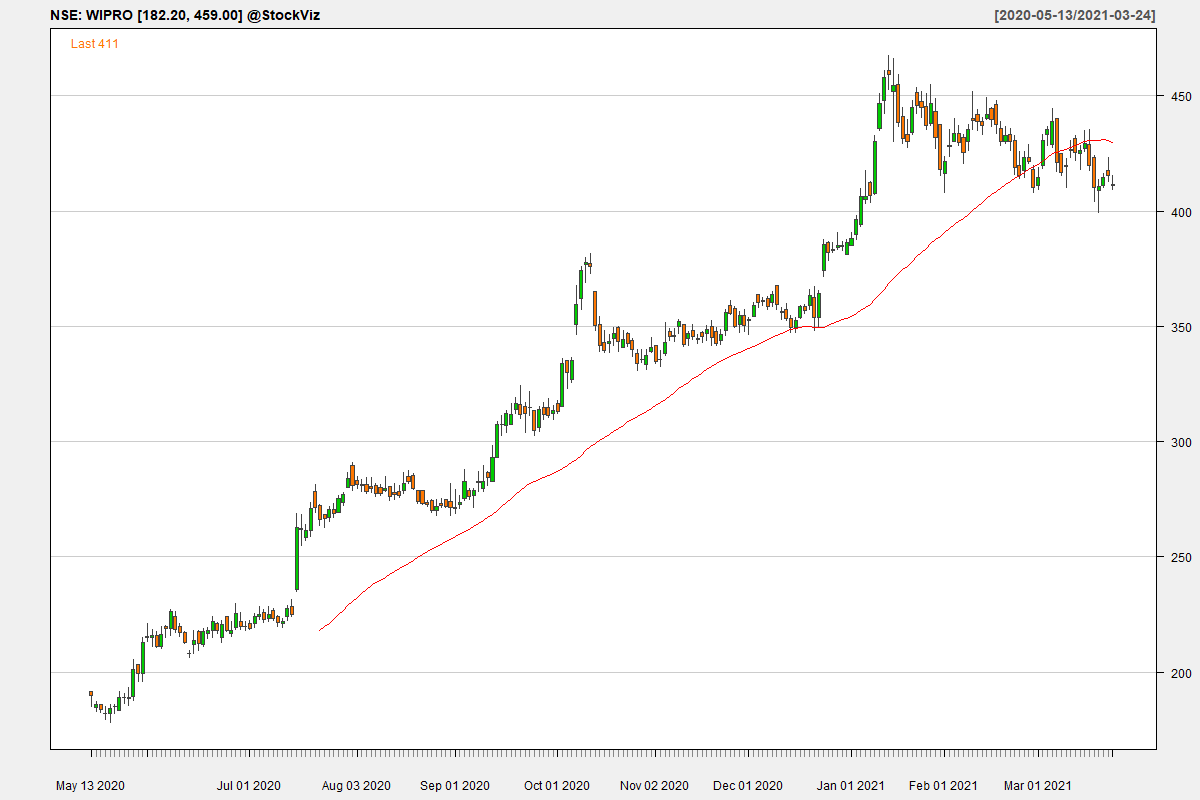 NSE: WIPRO [182.20, 459.00] @StockViz
[2020-05-13/2021-03-24]
Last 411
450
400
350
300
250
200
May 13 2020
Jul 01 2020
Aug 03 2020
Sep 01 2020
Oct 01 2020
Nov 02 2020
Dec 01 2020
Jan 01 2021
Feb 01 2021
Mar 01 2021